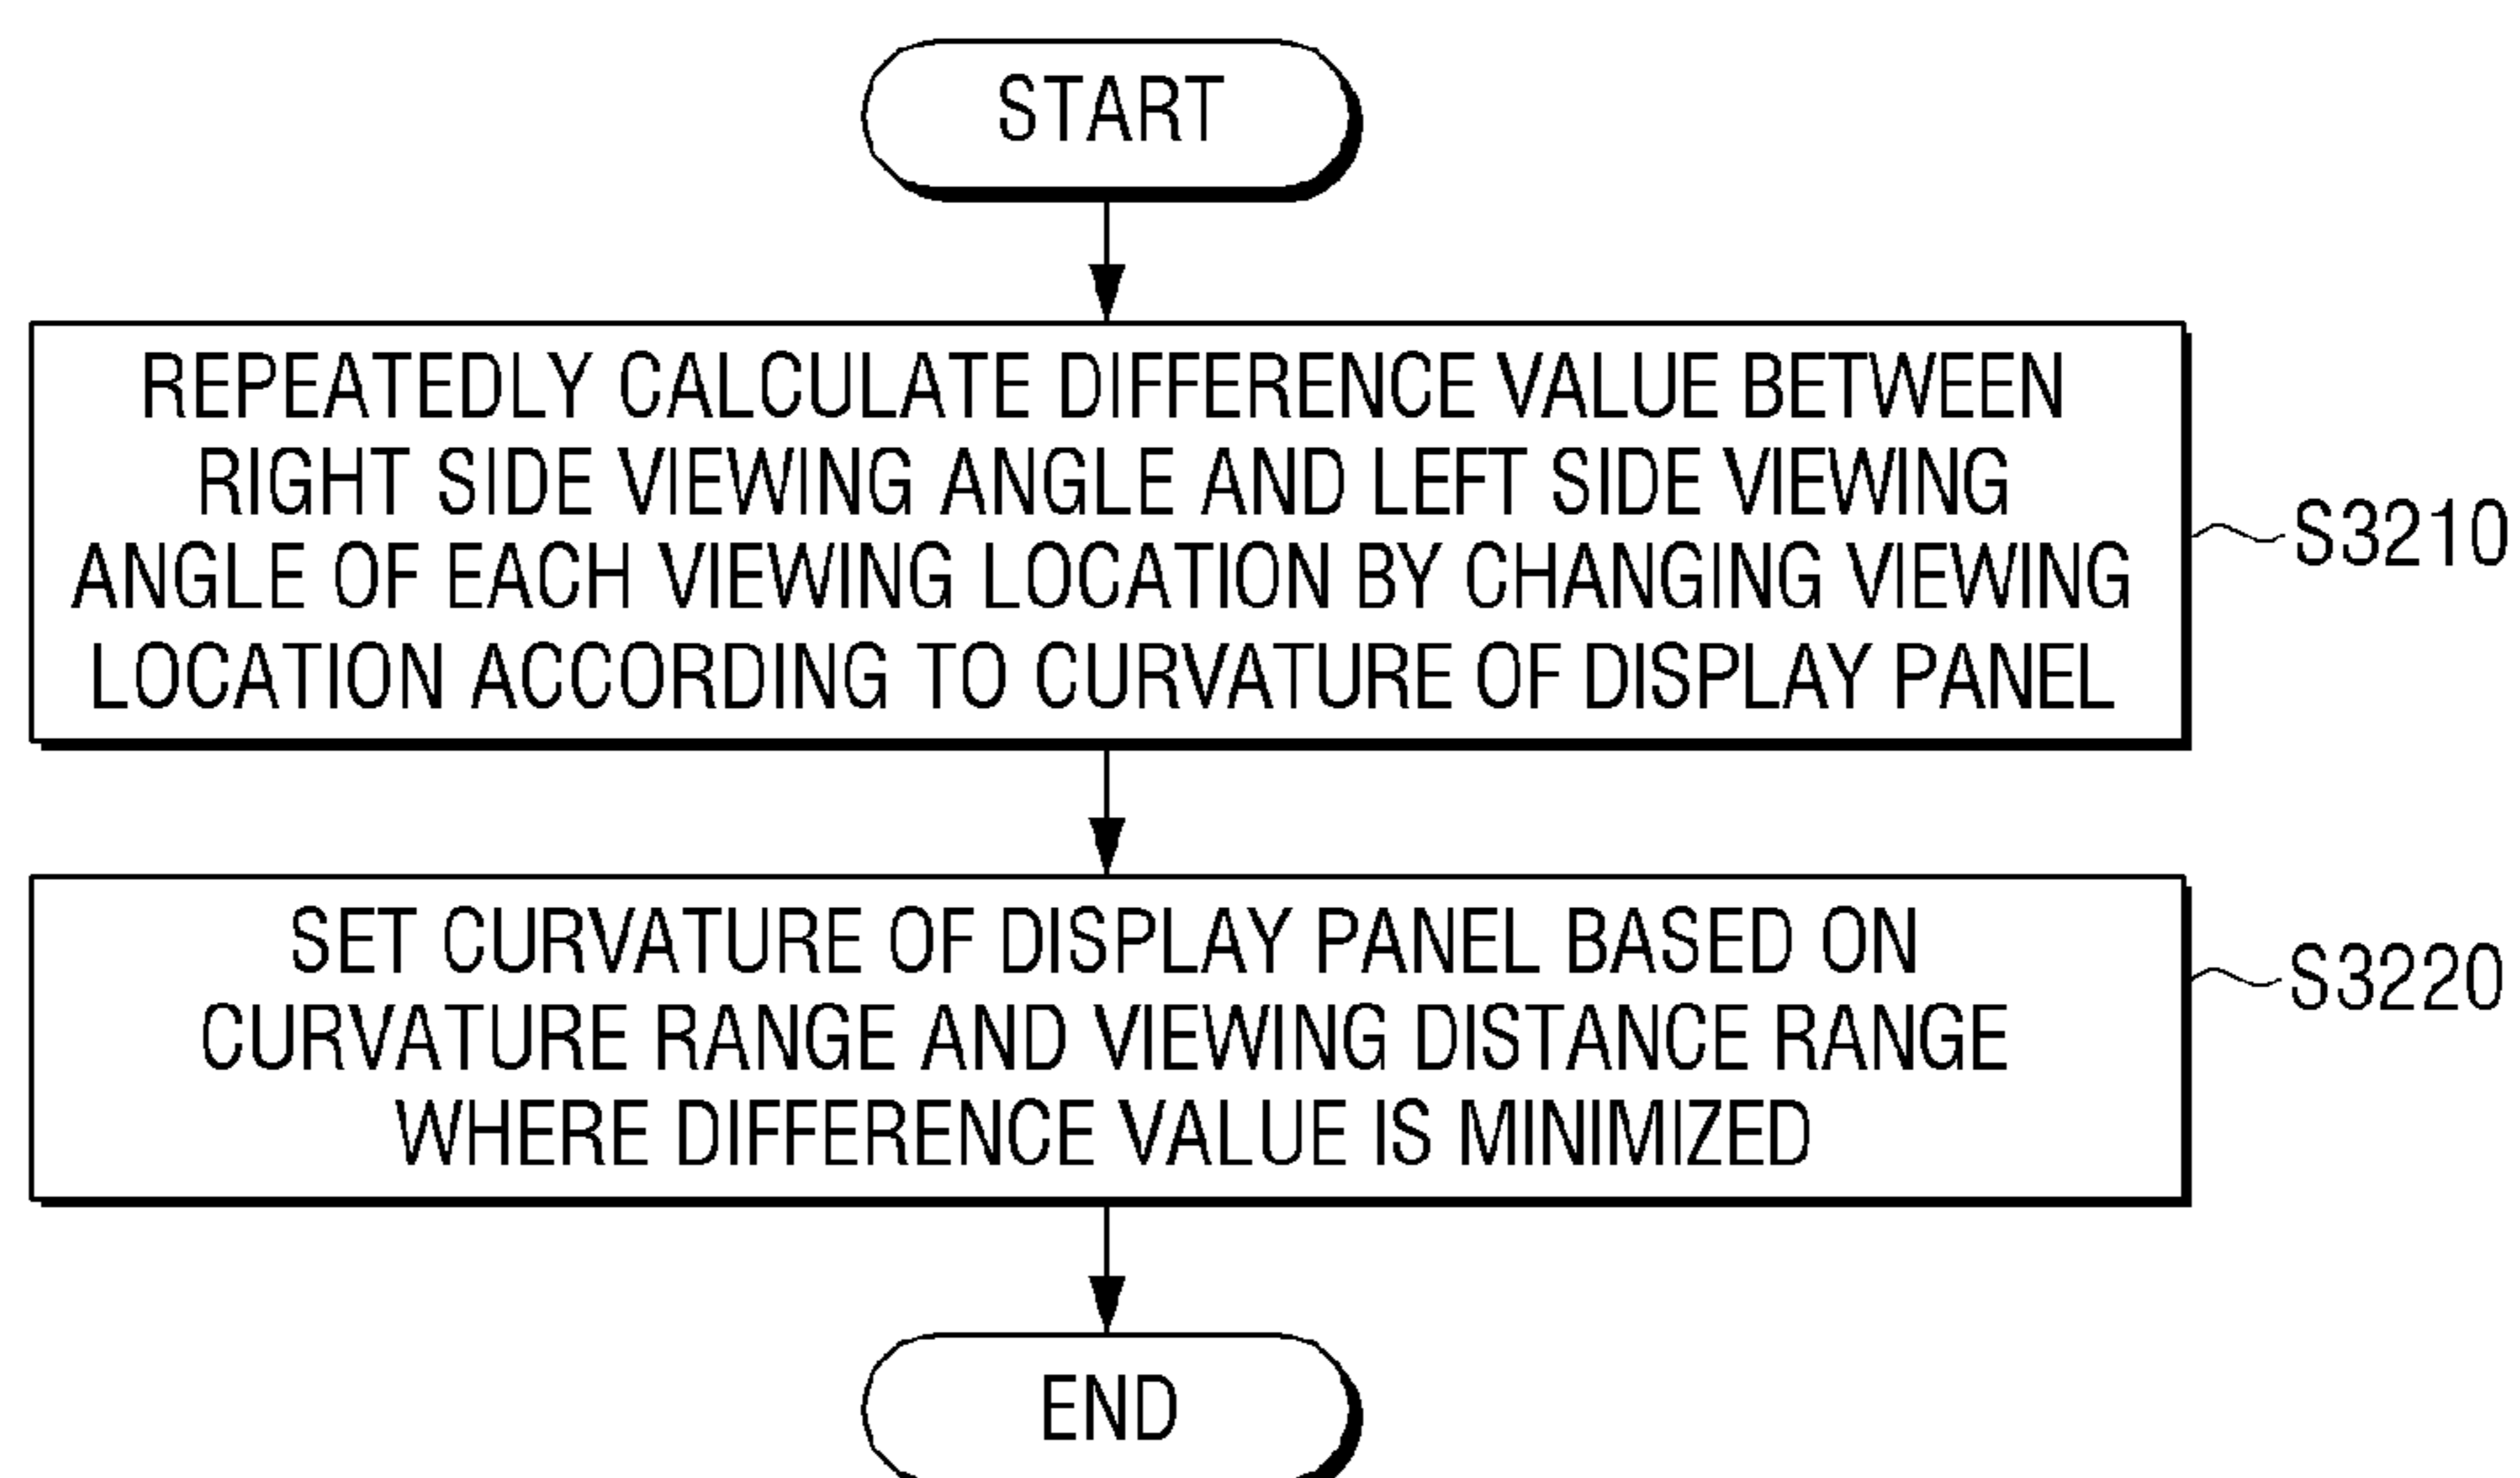 START
REPEATEDLY CALCULATE DIFFERENCE VALUE BETWEEN
RIGHT SIDE VIEWING ANGLE AND LEFT SIDE VIEWING
ANGLE OF EACH VIEWING LOCATION BY CHANGING VIEWING
LOCATION ACCORDING TO CURVATURE OF DISPLAY PANEL
S3210
SET CURVATURE OF DISPLAY PANEL BASED ON
CURVATURE RANGE AND VIEWING DISTANCE RANGE
WHERE DIFFERENCE VALUE IS MINIMIZED
S3220
END